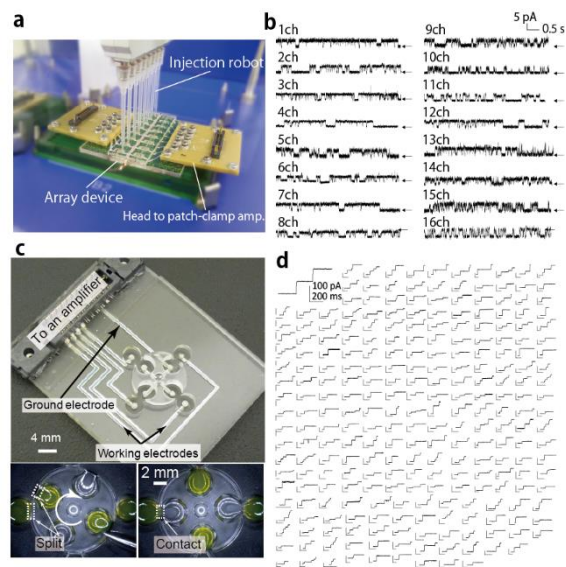 a
Injection robot
Array device
Head to patch-clamp amp.
b
5 pA
0.5 s
1ch
2ch
3ch
4ch
5ch
6ch
7ch
8ch
9ch
10ch
11ch
12ch
13ch
14ch
15ch
16ch
c
To an amplifier
Ground electrode
4 mm
Working electrodes
2 mm
Split
Contact
d
100 pA
200 ms